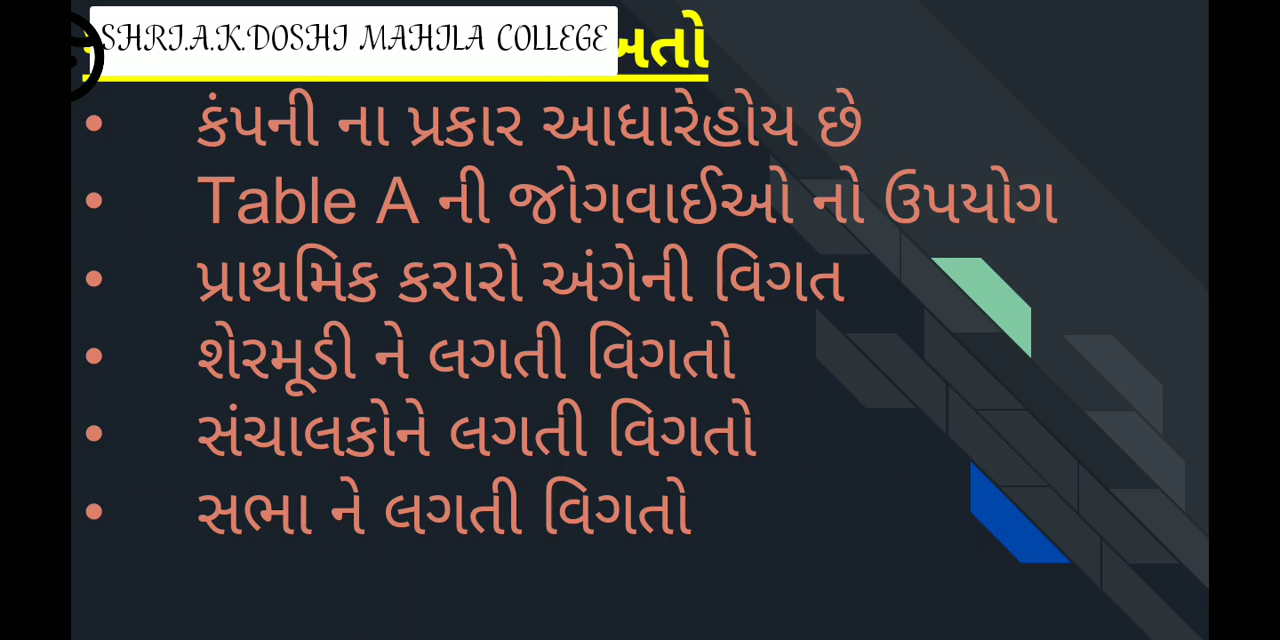 SHRI.A.K.DOSHI MAHILA COLLEGE
• કંપની ના પ્રકાર આધારેહોય છે
• Table A ની જોગવાઈઓ નો ઉપયોગ
• પ્રાથમિક કરારો અંગેની વિગત
• શેરમૂડી ને લગતી વિગતો
• સંચાલકોને લગતી વિગતો
• સભા ને લગતી વિગતો